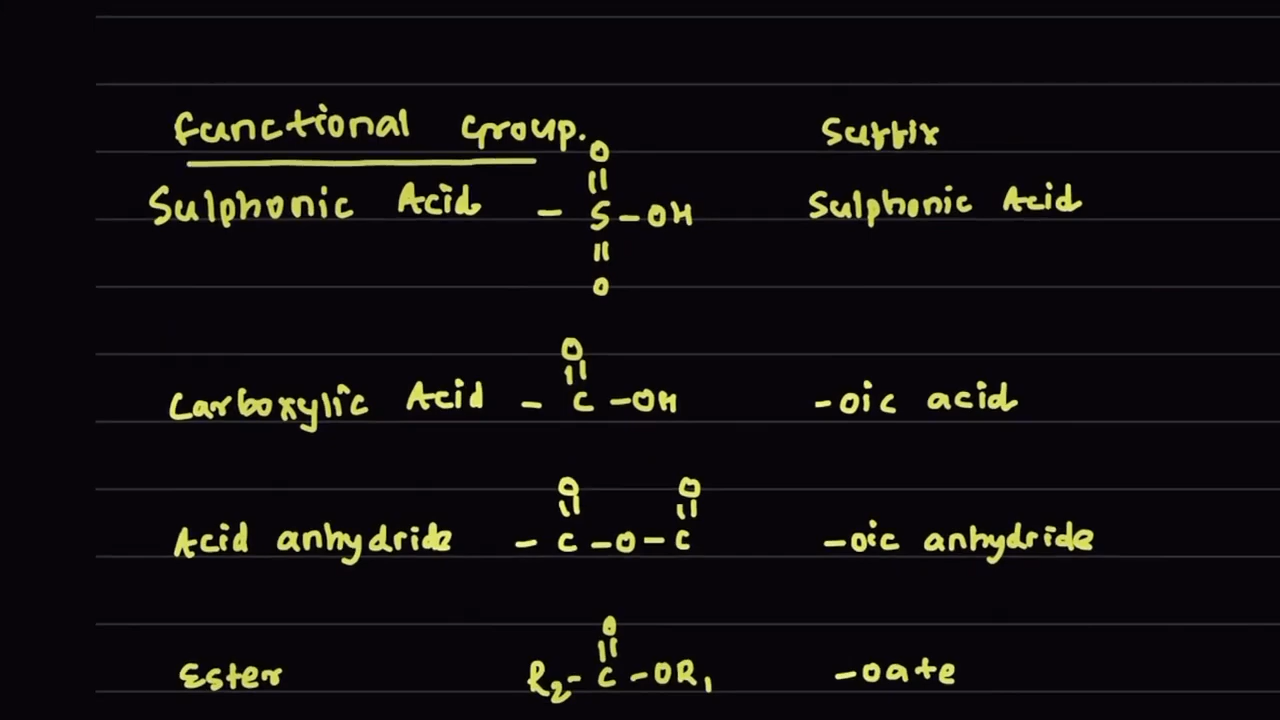 Functional Group. Suffix
O
||
Sulphonic Acid - S - OH Sulphonic Acid
||
O
O
||
Carboxylic Acid - C - OH -oic acid
O O
|| ||
Acid anhydride - C - O - C -oic anhydride
O
||
Ester R2 - C - OR1 -oate